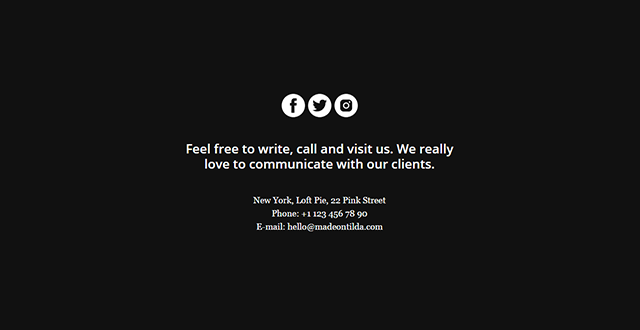 Feel free to write, call and visit us. We really
love to communicate with our clients.
New York, Loft Pie, 22 Pink Street
Phone: +1 123 456 78 90
E-mail: hello@madeontilda.com